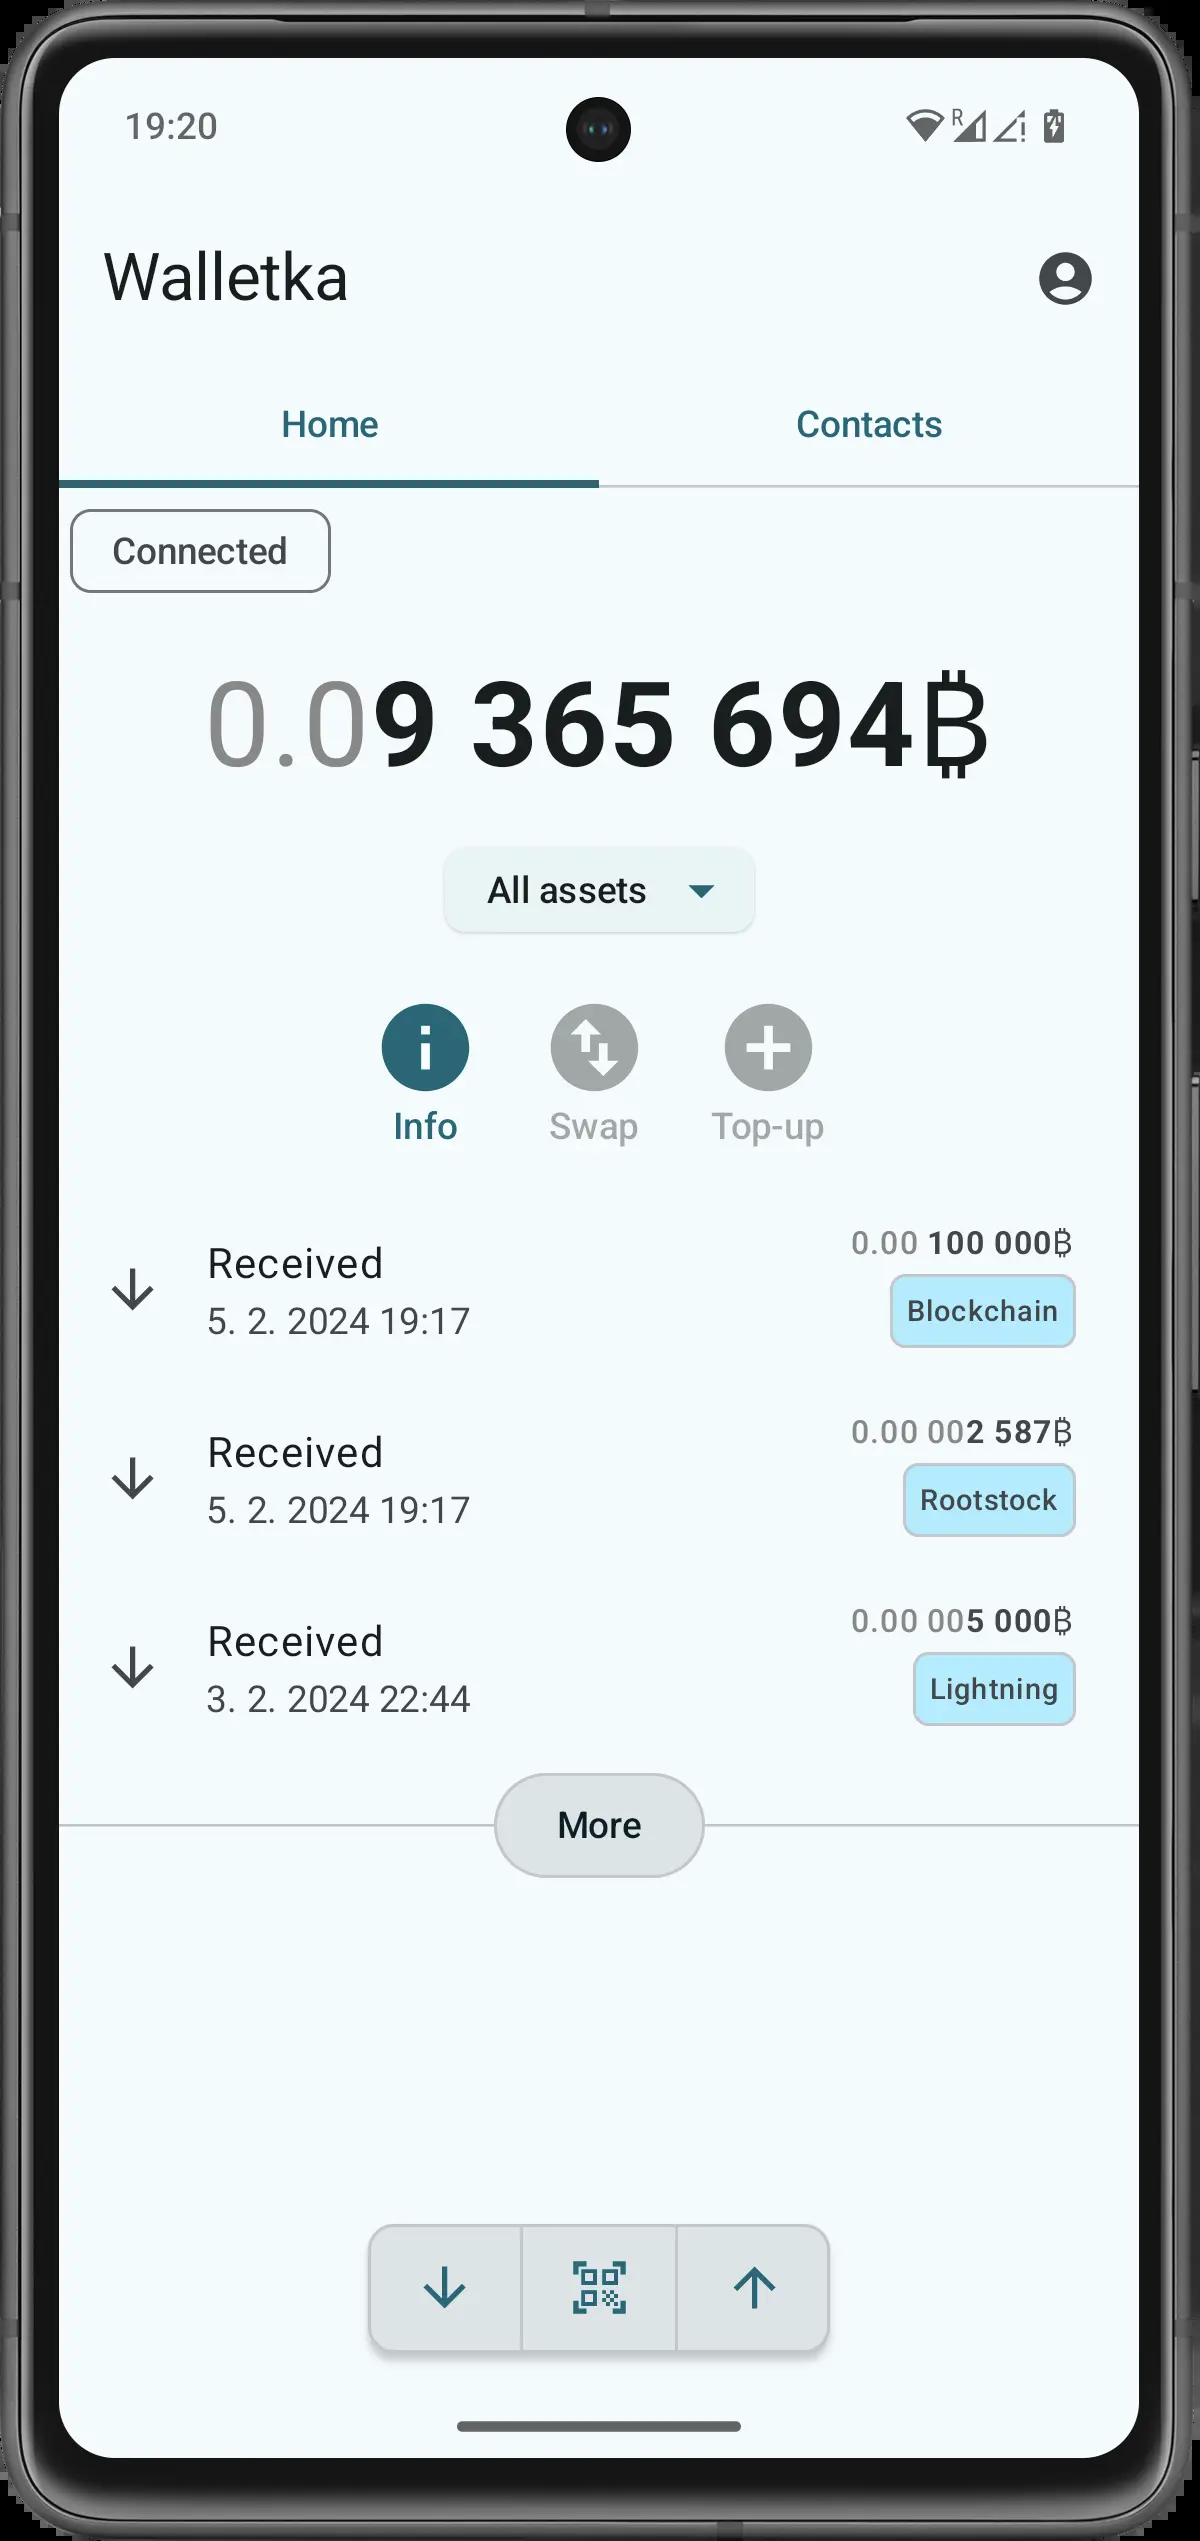 19:20
R
Walletka
Home
Contacts
Connected
0.09 365 694₿
All assets
Info
Swap
Top-up
Received
5. 2. 2024 19:17
0.00 100 000₿
Blockchain
Received
5. 2. 2024 19:17
0.00 002 587₿
Rootstock
Received
3. 2. 2024 22:44
0.00 005 000₿
Lightning
More